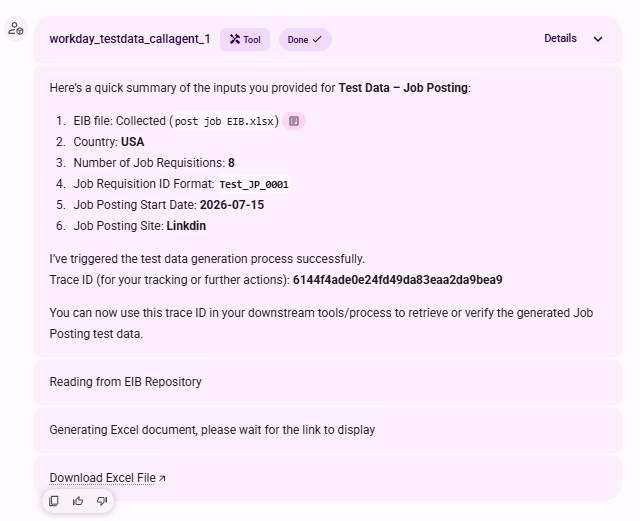 workday_testdata_callagent_1 Tool Done Details
Here's a quick summary of the inputs you provided for Test Data – Job Posting:
1. EIB file: Collected (post job EIB.xlsx)
2. Country: USA
3. Number of Job Requisitions: 8
4. Job Requisition ID Format: Test_JP_0001
5. Job Posting Start Date: 2026-07-15
6. Job Posting Site: Linkdin
I've triggered the test data generation process successfully.
Trace ID (for your tracking or further actions): 6144f4ade0e24fd49da83eaa2da9bea9
You can now use this trace ID in your downstream tools/process to retrieve or verify the generated Job
Posting test data.
Reading from EIB Repository
Generating Excel document, please wait for the link to display
Download Excel File